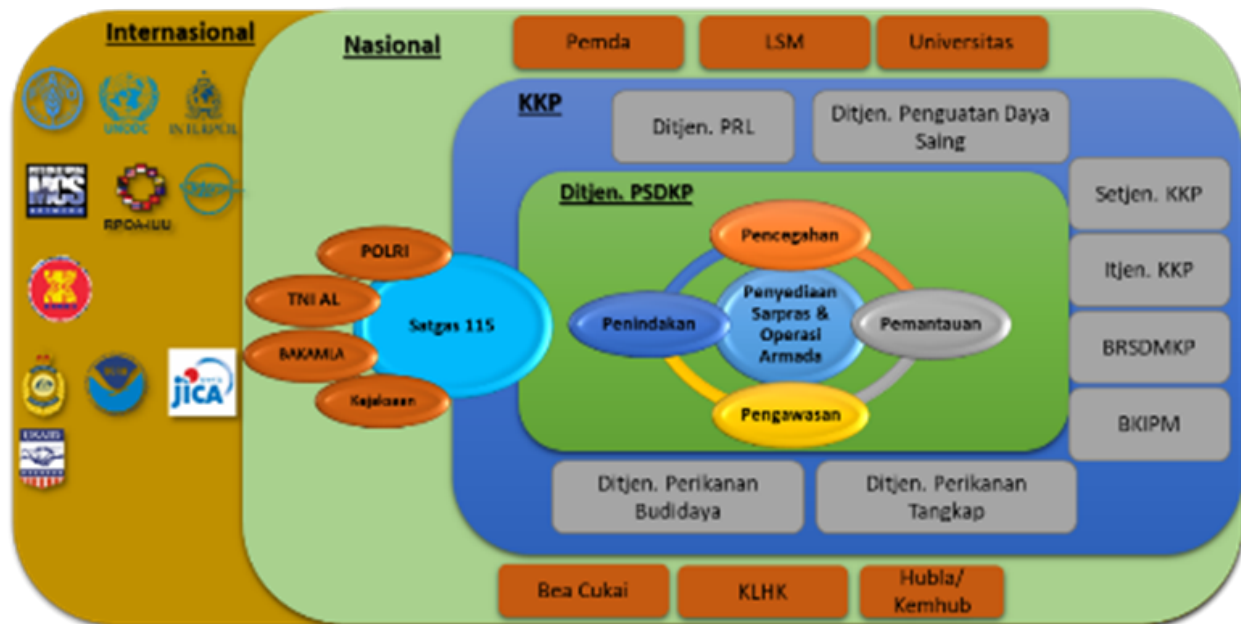 Internasional
Nasional
Pemda
LSM
Universitas
UNODC
INTERPOL
MCS
RPOA-IUU
KKP
Ditjen. PRL
Ditjen. Penguatan Daya
Saing
Ditjen. PSDKP
Setjen. KKP
Itjen. KKP
BRSDMKP
BKIPM
POLRI
TNI AL
BAKAMLA
Kejaksaan
Satgas 115
Pencegahan
Penindakan
Penyediaan
Sarpras &
Operasi
Armada
Pemantauan
Pengawasan
jICA
USAID
Ditjen. Perikanan
Budidaya
Ditjen. Perikanan
Tangkap
Bea Cukai
KLHK
Hubla/
Kemhub